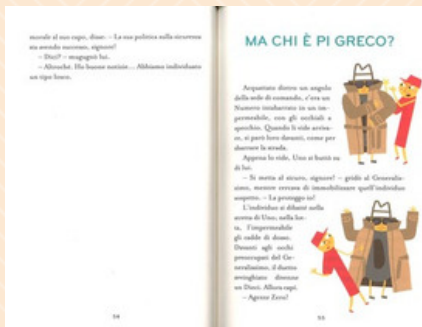 morale al suo capo, disse: – La sua politica sulla sicurezza
sta avendo successo, signore!
– Dici? – mugugnò lui.
– Altroché. Ho buone notizie... Abbiamo individuato
un tipo losco.
54
MA CHI È PI GRECO?
Acquattato dietro un angolo
della sede di comando, c'era un
Numero intabarrato in un im-
permeabile, con gli occhiali a
specchio. Quando li vide arriva-
re, si parò loro davanti, come per
sbarrare la strada.
Appena lo vide, Uno si buttò su
di lui.
– Si metta al sicuro, signore! – gridò al Generalis-
simo, mentre cercava di immobilizzare quell'individuo
sospetto. – La proteggo io!
L'individuo si dibatté nella
stretta di Uno; nella lot-
ta, l'impermeabile
gli cadde di dosso.
Davanti agli occhi
preoccupati del Ge-
neralissimo, il duetto
avvinghiato divenne
un Dieci. Allora capì.
– Agente Zero!
55